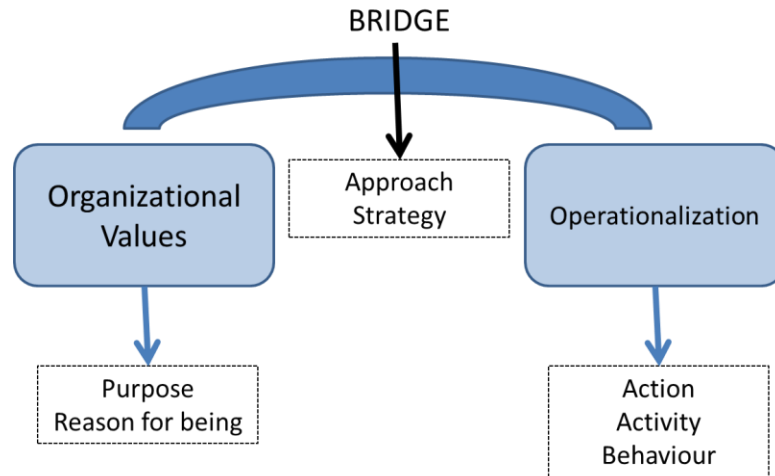 BRIDGE
Organizational
Values
Approach
Strategy
Operationalization
Purpose
Reason for being
Action
Activity
Behaviour